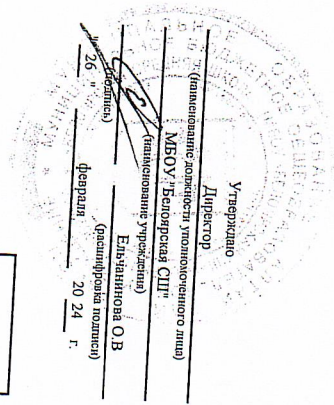 Утверждаю
Директор
(наименование должности уполномоченного лица)
МБОУ "Белоярская СШ"
(наименование учреждения)
Ельчанинова О.В
(подпись) (расшифровка подписи)
" 26 " февраля 20 24 г.